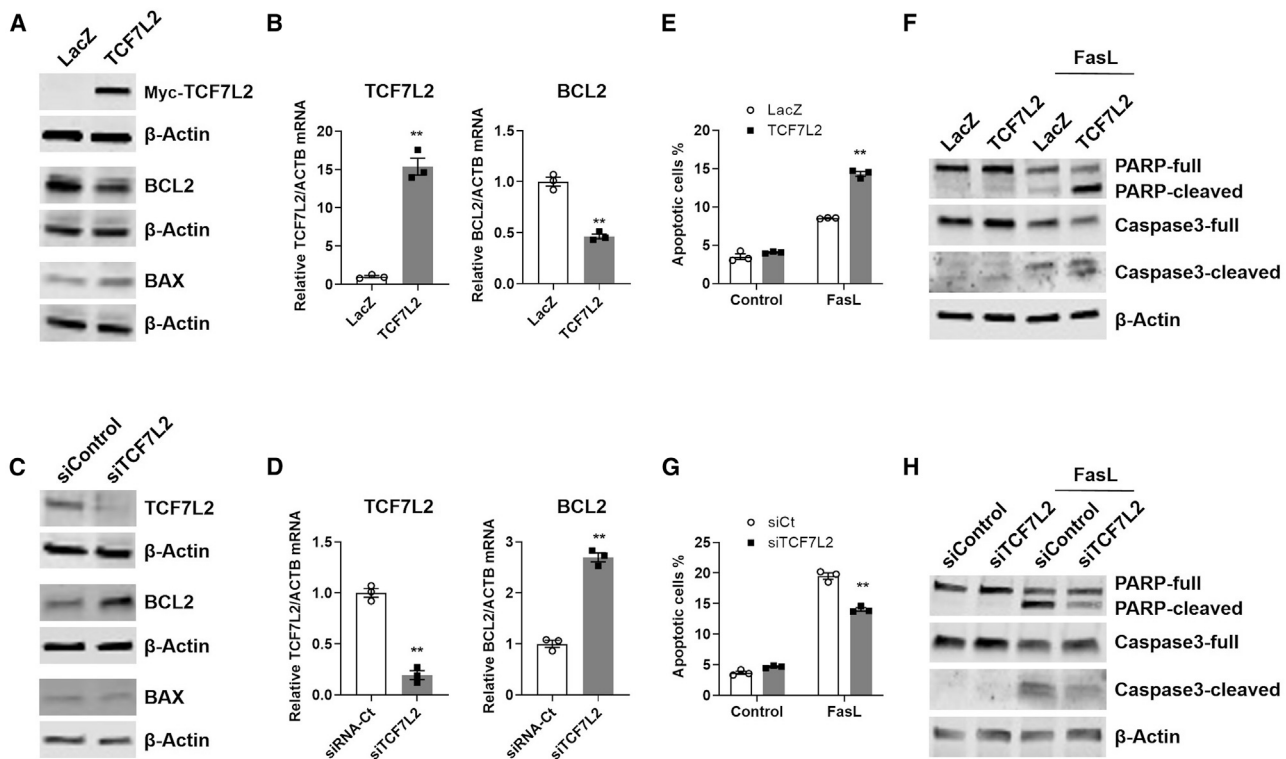 A
LacZ
TCF7L2
Myc-TCF7L2
β-Actin
BCL2
β-Actin
BAX
β-Actin
B
TCF7L2
Relative TCF7L2/ACTB mRNA
20
15
10
5
0
**
LacZ
TCF7L2
BCL2
Relative BCL2/ACTB mRNA
1.5
1.0
0.5
0.0
**
LacZ
TCF7L2
E
LacZ
TCF7L2
Apoptotic cells %
20
15
10
5
0
**
Control
FasL
F
FasL
LacZ
TCF7L2
LacZ
TCF7L2
PARP-full
PARP-cleaved
Caspase3-full
Caspase3-cleaved
β-Actin
C
siControl
siTCF7L2
TCF7L2
β-Actin
BCL2
β-Actin
BAX
β-Actin
D
TCF7L2
Relative TCF7L2/ACTB mRNA
1.5
1.0
0.5
0.0
**
siRNA-Ct
siTCF7L2
BCL2
Relative BCL2/ACTB mRNA
3
2
1
0
**
siRNA-Ct
siTCF7L2
G
siCt
siTCF7L2
Apoptotic cells %
25
20
15
10
5
0
**
Control
FasL
H
FasL
siControl
siTCF7L2
siControl
siTCF7L2
PARP-full
PARP-cleaved
Caspase3-full
Caspase3-cleaved
β-Actin